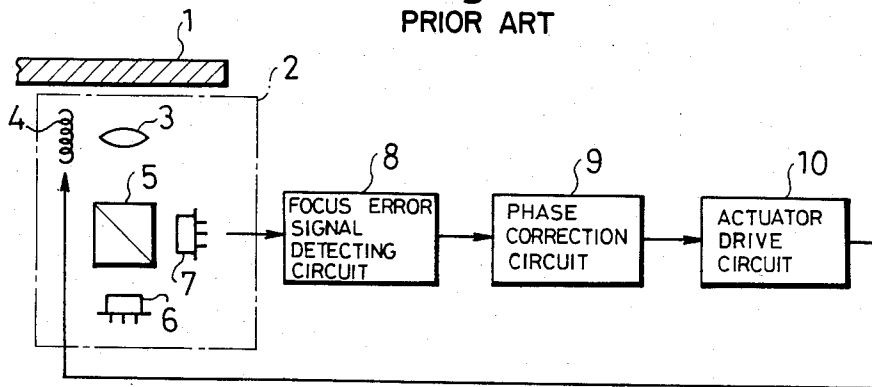 PRIOR ART
1
2
4
3
5
7
6
8
FOCUS ERROR
SIGNAL
DETECTING
CIRCUIT
9
PHASE
CORRECTION
CIRCUIT
10
ACTUATOR
DRIVE
CIRCUIT